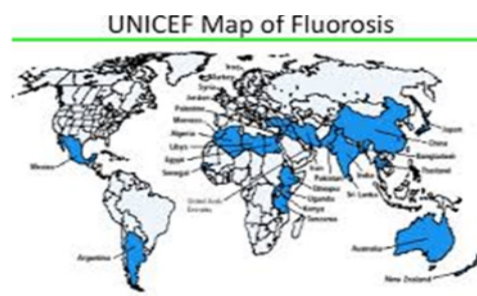 UNICEF Map of Fluorosis
Iraq
Turkey
Syria
Jordan
Palestine
Morocco
Algeria
Libya
Egypt
Senegal
Mexico
United Arab
Emirates
Iran
Pakistan
India
Ethiopia
Uganda
Kenya
Tanzania
Sri Lanka
Japan
China
Bangladesh
Thailand
Argentina
Australia
New Zealand